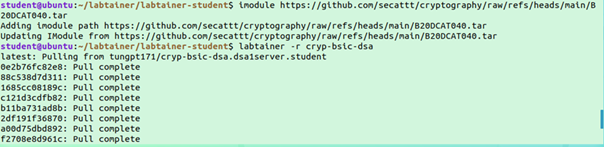 student@ubuntu:~/labtainer/labtainer-student$ imodule https://github.com/secattt/cryptography/raw/refs/heads/main/B
20DCAT040.tar
Adding imodule path https://github.com/secattt/cryptography/raw/refs/heads/main/B20DCAT040.tar
Updating IModule from https://github.com/secattt/cryptography/raw/refs/heads/main/B20DCAT040.tar
student@ubuntu:~/labtainer/labtainer-student$ labtainer -r cryp-bsic-dsa
latest: Pulling from tungpt171/cryp-bsic-dsa.dsa1server.student
0e2b76fc82e8: Pull complete
88c538d7d311: Pull complete
1685cc08189c: Pull complete
c121d3cdfb82: Pull complete
b11ba731ad8b: Pull complete
2df191f36870: Pull complete
a00d75dbd892: Pull complete
f2708e8d961c: Pull complete